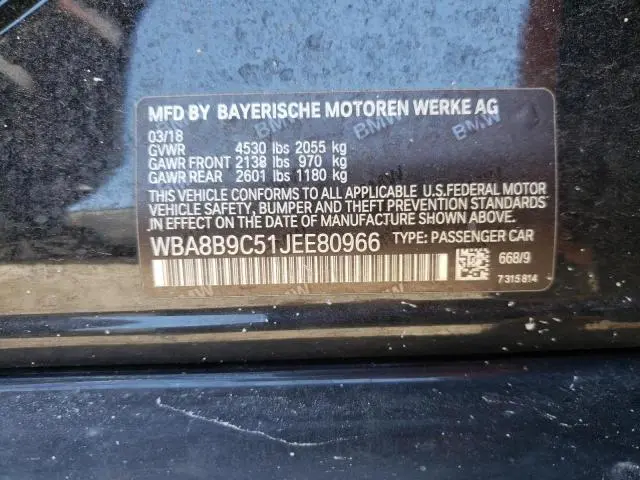 MFD BY BAYERISCHE MOTOREN WERKE AG
03/18
GVWR 4530 lbs 2055 kg
GAWR FRONT 2138 lbs 970 kg
GAWR REAR 2601 lbs 1180 kg
THIS VEHICLE CONFORMS TO ALL APPLICABLE U.S.FEDERAL MOTOR
VEHICLE SAFETY, BUMPER, AND THEFT PREVENTION STANDARDS
IN EFFECT ON THE DATE OF MANUFACTURE SHOWN ABOVE.
WBA8B9C51JEE80966 TYPE: PASSENGER CAR
668/9
7315814